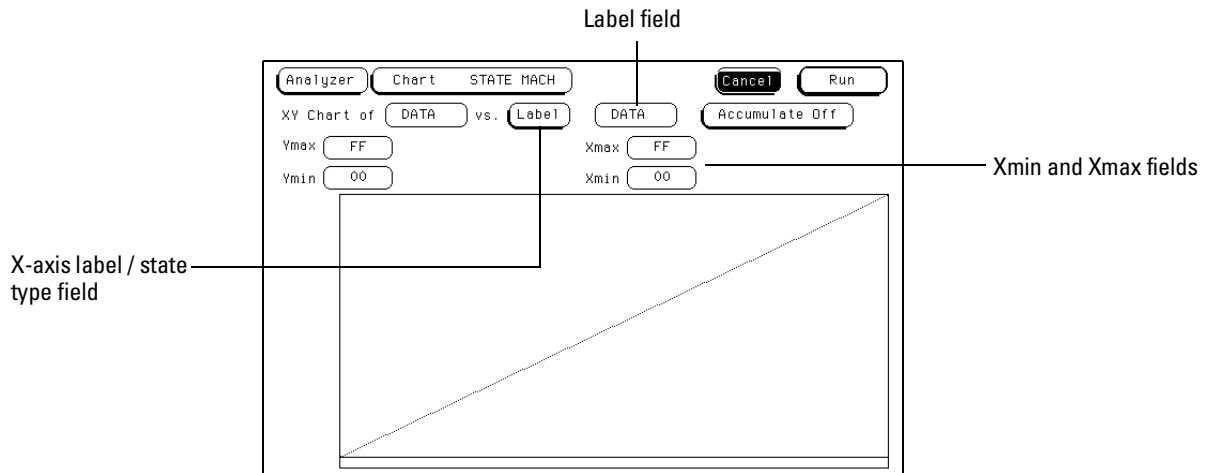 Label field
Analyzer Chart STATE MACH Cancel Run
XY Chart of DATA vs. Label DATA Accumulate Off
Ymax FF Xmax FF
Ymin 00 Xmin 00
Xmin and Xmax fields
X-axis label / state
type field